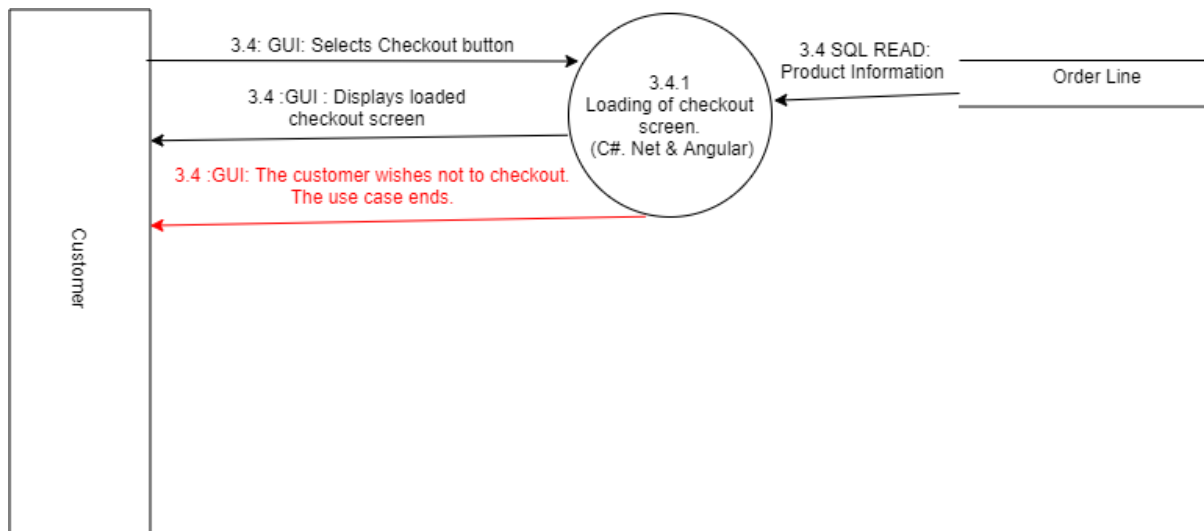 3.4: GUI: Selects Checkout button
3.4 :GUI : Displays loaded
checkout screen
3.4 :GUI: The customer wishes not to checkout.
The use case ends.
Customer
3.4.1
Loading of checkout
screen.
(C#. Net & Angular)
3.4 SQL READ:
Product Information
Order Line